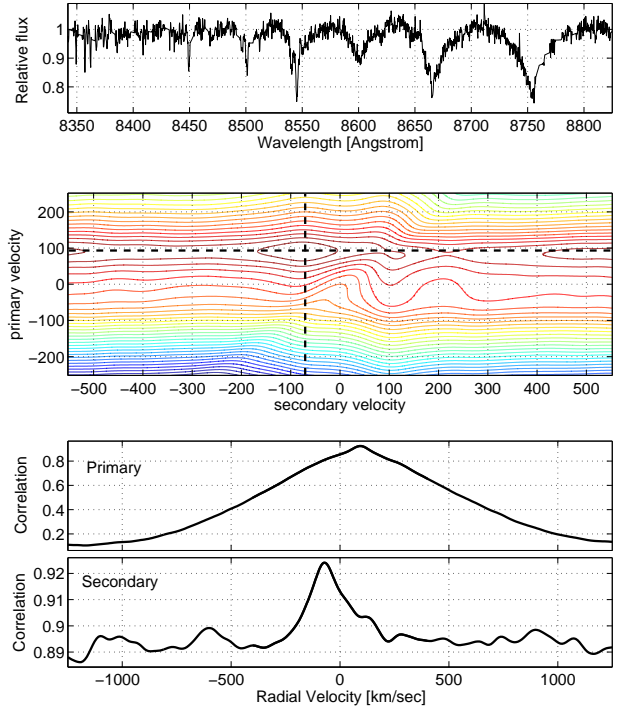 Relative flux
1
0.9
0.8
8350 8400 8450 8500 8550 8600 8650 8700 8750 8800
Wavelength [Angstrom]
primary velocity
200
100
0
−100
−200
−500 −400 −300 −200 −100 0 100 200 300 400 500
secondary velocity
Correlation
Primary
0.8
0.6
0.4
0.2
Correlation
Secondary
0.92
0.91
0.9
0.89
−1000 −500 0 500 1000
Radial Velocity [km/sec]